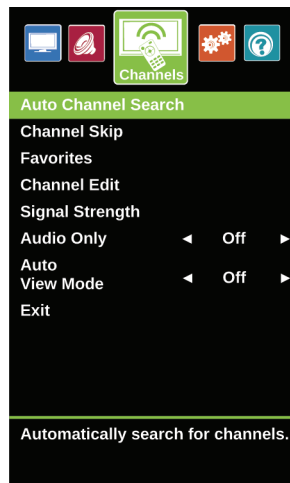 Channels
Auto Channel Search
Channel Skip
Favorites
Channel Edit
Signal Strength
Audio Only ◄ Off ►
Auto
View Mode ◄ Off ►
Exit
Automatically search for channels.